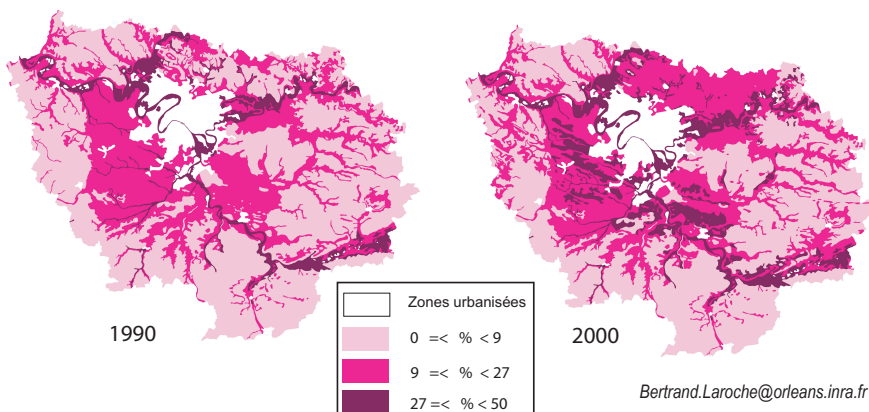 1990
2000
Zones urbanisées
0 =< % < 9
9 =< % < 27
27 =< % < 50
Bertrand.Laroche@orleans.inra.fr